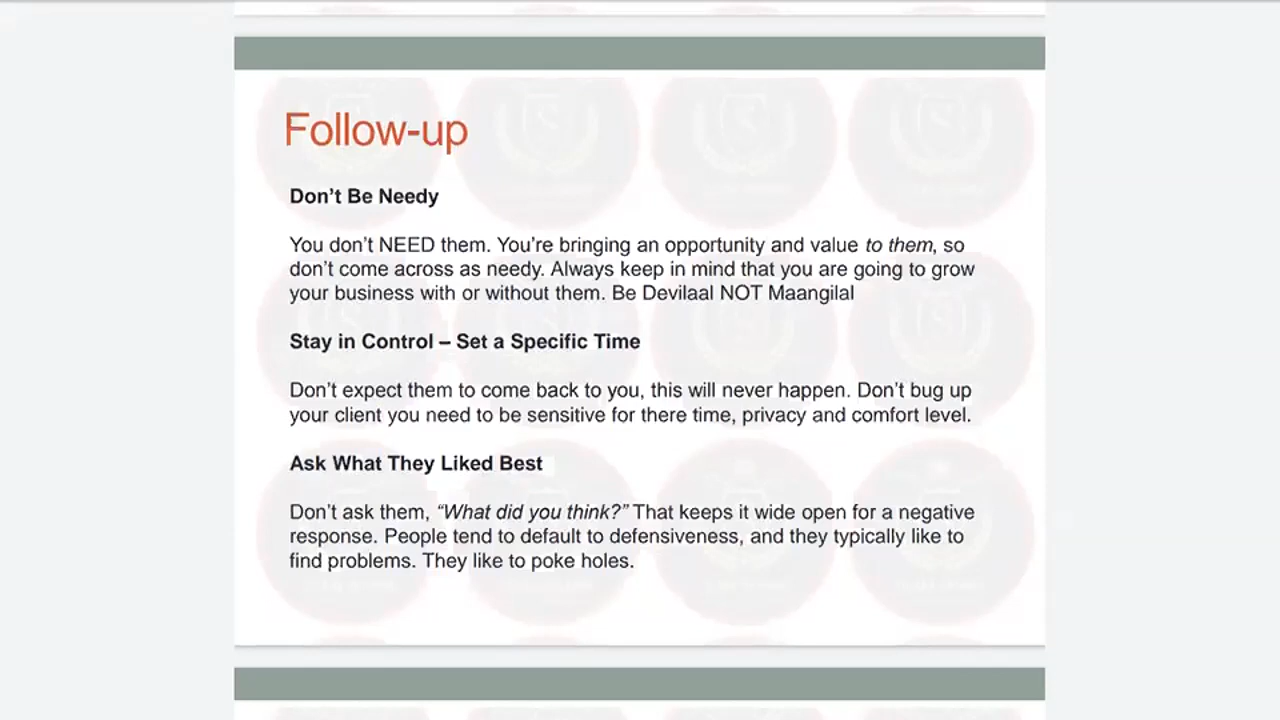 Follow-up
Don’t Be Needy
You don’t NEED them. You’re bringing an opportunity and value to them, so
don’t come across as needy. Always keep in mind that you are going to grow
your business with or without them. Be Devilaal NOT Maangilal
Stay in Control – Set a Specific Time
Don’t expect them to come back to you, this will never happen. Don’t bug up
your client you need to be sensitive for there time, privacy and comfort level.
Ask What They Liked Best
Don’t ask them, “What did you think?” That keeps it wide open for a negative
response. People tend to default to defensiveness, and they typically like to
find problems. They like to poke holes.